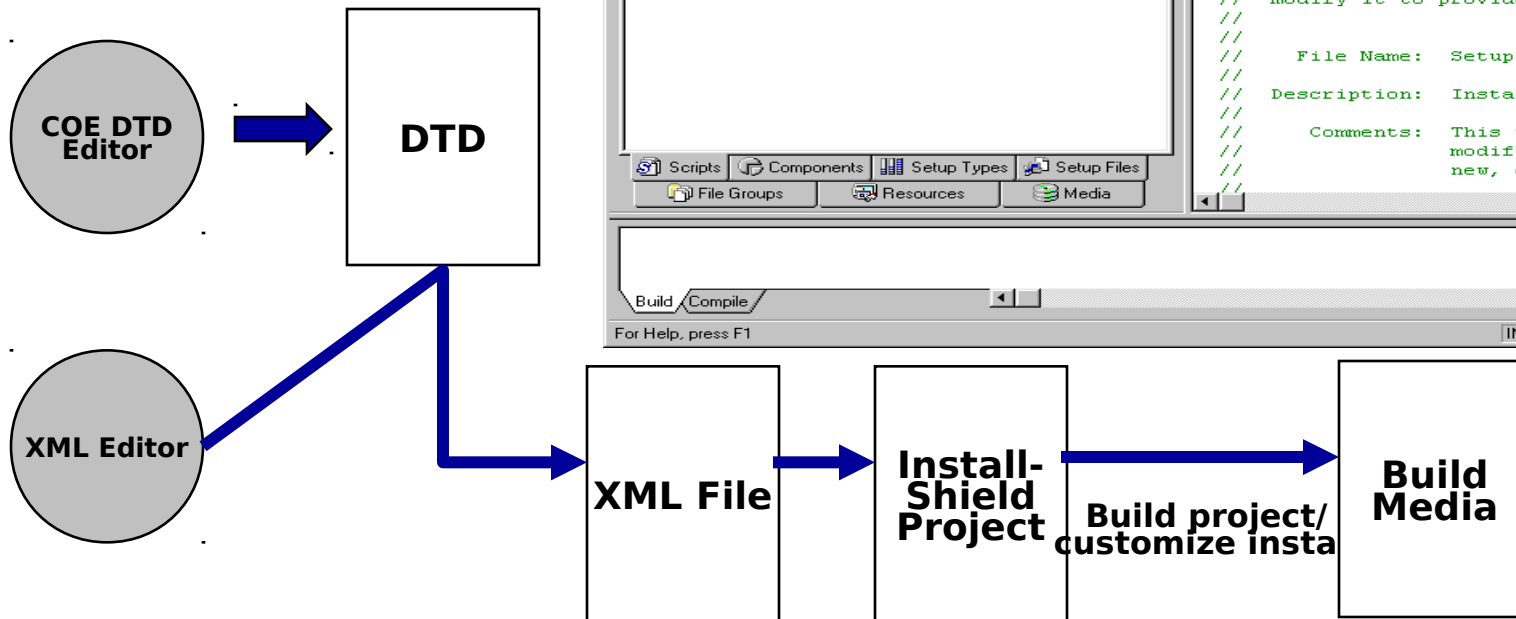 COE DTD
Editor
DTD
// modify it to provid
//
//
// File Name: Setup
//
// Description: Insta
//
// Comments: This
// modif
// new,
//
Scripts Components Setup Types Setup Files
File Groups Resources Media
Build Compile
For Help, press F1
XML Editor
XML File
Install-
Shield
Project
Build project/
customize insta
Build
Media